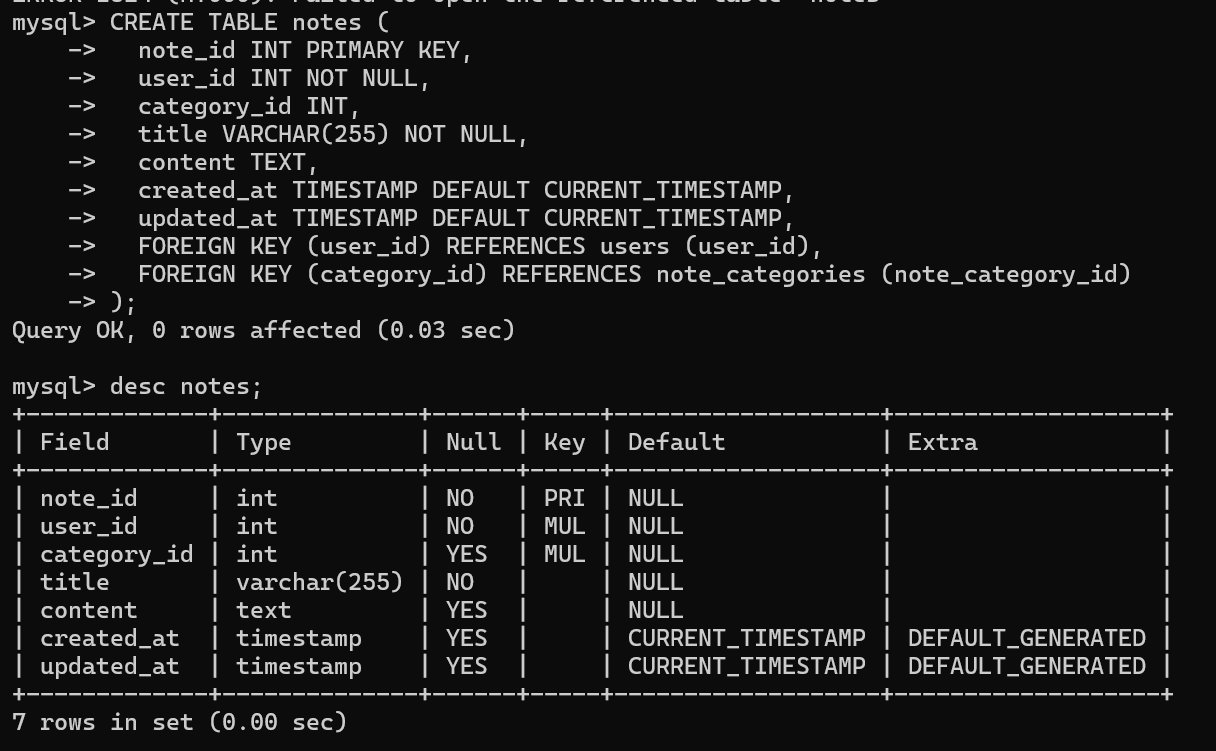 mysql> CREATE TABLE notes (
    ->   note_id INT PRIMARY KEY,
    ->   user_id INT NOT NULL,
    ->   category_id INT,
    ->   title VARCHAR(255) NOT NULL,
    ->   content TEXT,
    ->   created_at TIMESTAMP DEFAULT CURRENT_TIMESTAMP,
    ->   updated_at TIMESTAMP DEFAULT CURRENT_TIMESTAMP,
    ->   FOREIGN KEY (user_id) REFERENCES users (user_id),
    ->   FOREIGN KEY (category_id) REFERENCES note_categories (note_category_id)
    -> );
Query OK, 0 rows affected (0.03 sec)

mysql> desc notes;
+-------------+--------------+------+-----+-------------------+-------------------+
| Field       | Type         | Null | Key | Default           | Extra             |
+-------------+--------------+------+-----+-------------------+-------------------+
| note_id     | int          | NO   | PRI | NULL              |                   |
| user_id     | int          | NO   | MUL | NULL              |                   |
| category_id | int          | YES  | MUL | NULL              |                   |
| title       | varchar(255) | NO   |     | NULL              |                   |
| content     | text         | YES  |     | NULL              |                   |
| created_at  | timestamp    | YES  |     | CURRENT_TIMESTAMP | DEFAULT_GENERATED |
| updated_at  | timestamp    | YES  |     | CURRENT_TIMESTAMP | DEFAULT_GENERATED |
+-------------+--------------+------+-----+-------------------+-------------------+
7 rows in set (0.00 sec)